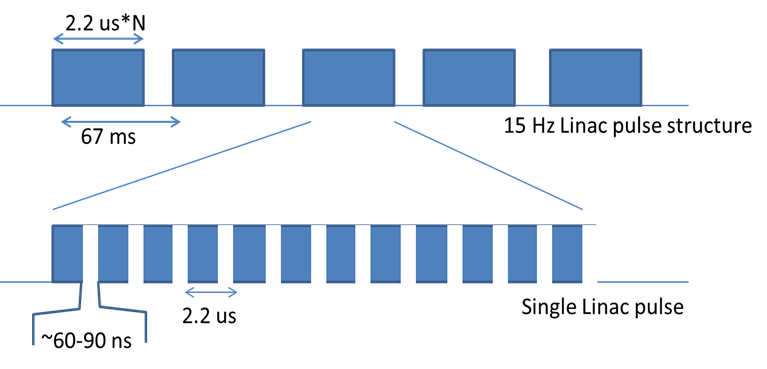 2.2 us*N
67 ms
15 Hz Linac pulse structure
2.2 us
Single Linac pulse
~60-90 ns